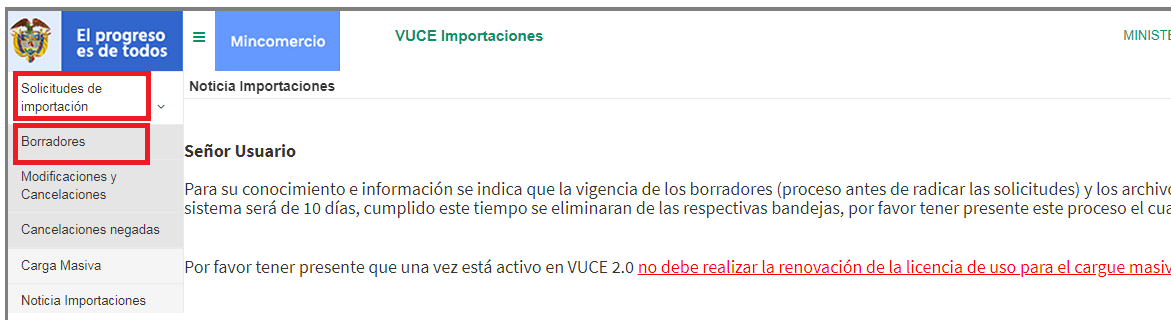 El progreso
es de todos
Mincomercio
VUCE Importaciones
MINISTE
Solicitudes de
importación
Borradores
Modificaciones y
Cancelaciones
Cancelaciones negadas
Carga Masiva
Noticia Importaciones
Noticia Importaciones
Señor Usuario
Para su conocimiento e información se indica que la vigencia de los borradores (proceso antes de radicar las solicitudes) y los archivo
sistema será de 10 días, cumplido este tiempo se eliminaran de las respectivas bandejas, por favor tener presente este proceso el cua
Por favor tener presente que una vez está activo en VUCE 2.0 no debe realizar la renovación de la licencia de uso para el cargue masiv